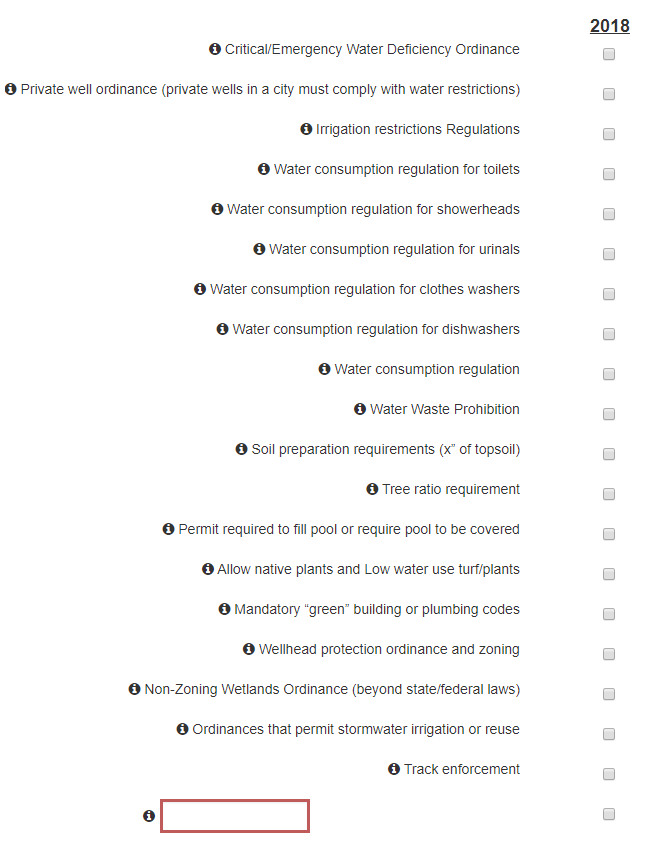 2018
Critical/Emergency Water Deficiency Ordinance
Private well ordinance (private wells in a city must comply with water restrictions)
Irrigation restrictions Regulations
Water consumption regulation for toilets
Water consumption regulation for showerheads
Water consumption regulation for urinals
Water consumption regulation for clothes washers
Water consumption regulation for dishwashers
Water consumption regulation
Water Waste Prohibition
Soil preparation requirements (x” of topsoil)
Tree ratio requirement
Permit required to fill pool or require pool to be covered
Allow native plants and Low water use turf/plants
Mandatory “green” building or plumbing codes
Wellhead protection ordinance and zoning
Non-Zoning Wetlands Ordinance (beyond state/federal laws)
Ordinances that permit stormwater irrigation or reuse
Track enforcement